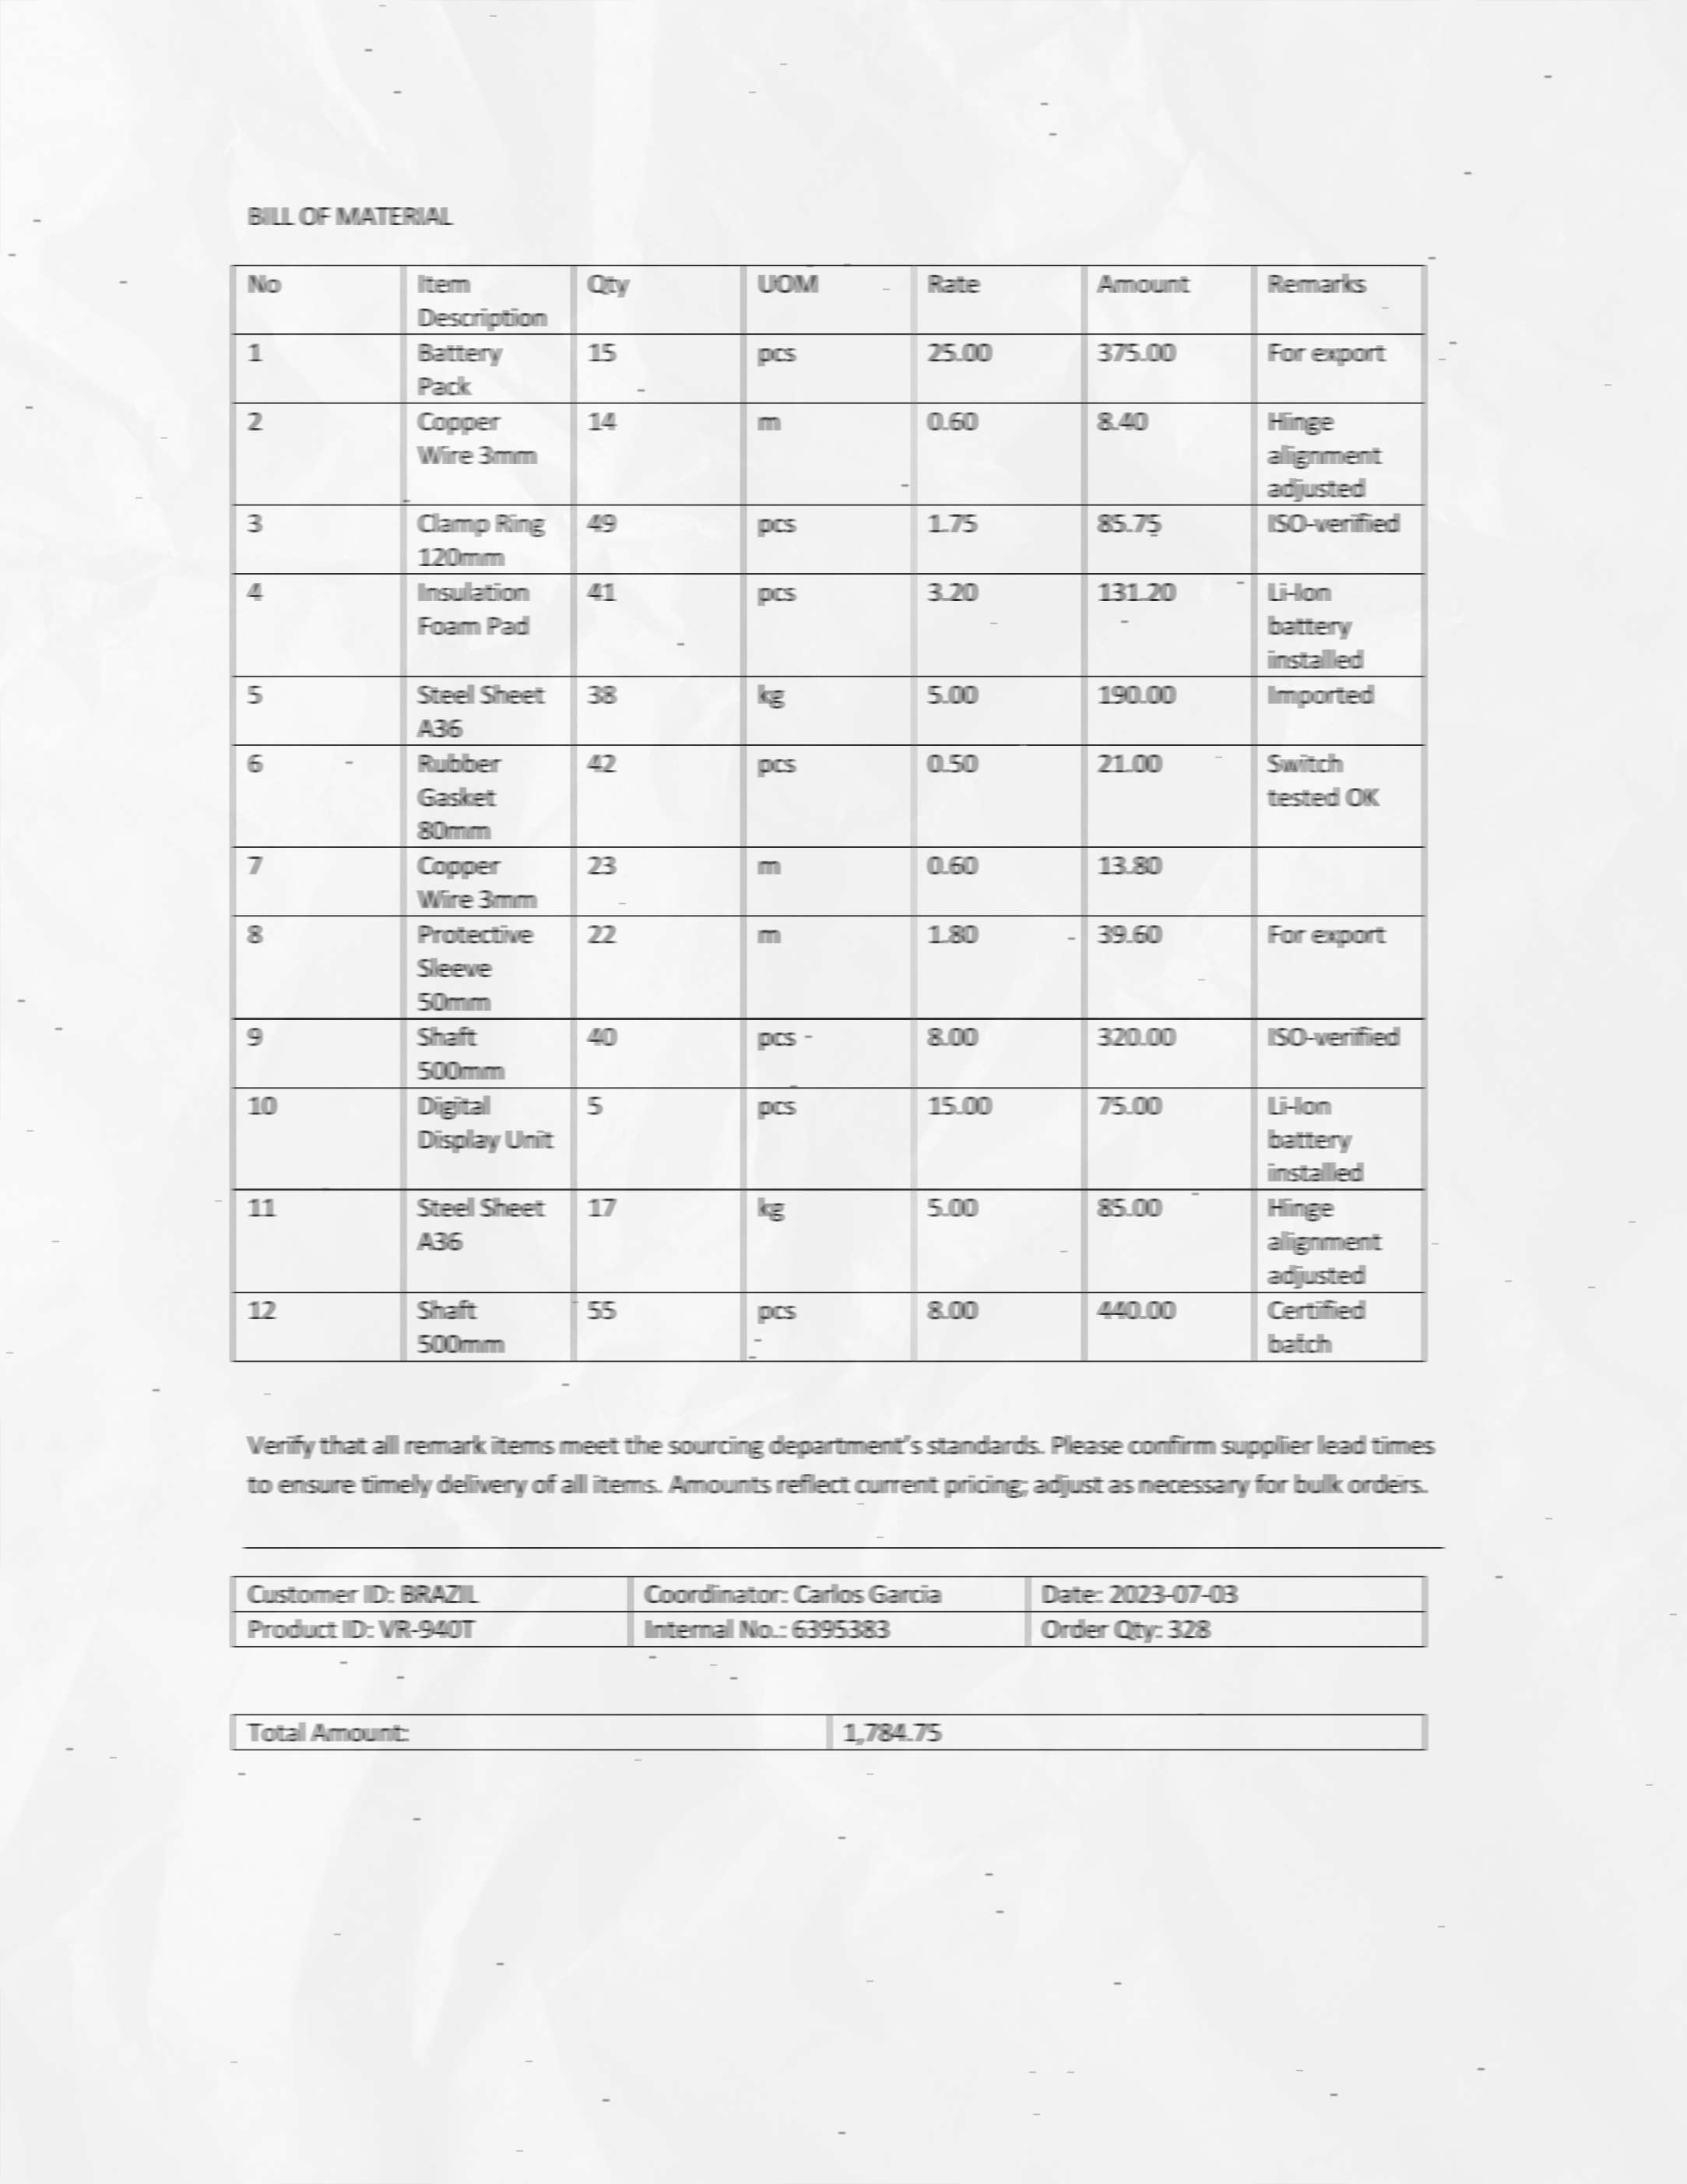 BILL OF MATERIAL
No Item Description Qty UOM Rate Amount Remarks
1 Battery Pack 15 pcs 25.00 375.00 For export
2 Copper Wire 3mm 14 m 0.60 8.40 Hinge alignment adjusted
3 Clamp Ring 120mm 49 pcs 1.75 85.75 ISO-verified
4 Insulation Foam Pad 41 pcs 3.20 131.20 Li-Ion battery installed
5 Steel Sheet A36 38 kg 5.00 190.00 Imported
6 Rubber Gasket 80mm 42 pcs 0.50 21.00 Switch tested OK
7 Copper Wire 3mm 23 m 0.60 13.80
8 Protective Sleeve 50mm 22 m 1.80 39.60 For export
9 Shaft 500mm 40 pcs 8.00 320.00 ISO-verified
10 Digital Display Unit 5 pcs 15.00 75.00 Li-Ion battery installed
11 Steel Sheet A36 17 kg 5.00 85.00 Hinge alignment adjusted
12 Shaft 500mm 55 pcs 8.00 440.00 Certified batch
Verify that all remark items meet the sourcing department's standards. Please confirm supplier lead times
to ensure timely delivery of all items. Amounts reflect current pricing; adjust as necessary for bulk orders.
Customer ID: BRAZIL Coordinator: Carlos Garcia Date: 2023-07-03
Product ID: VR-940T Internal No.: 6395383 Order Qty: 328
Total Amount: 1,784.75